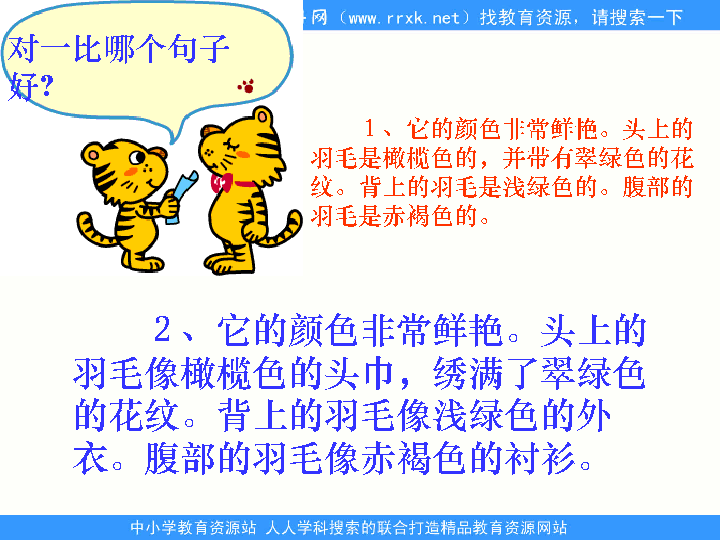 网（www.rrxk.net）找教育资源，请搜索一下
对一比哪个句子
好?
1、它的颜色非常鲜艳。头上的
羽毛是橄榄色的，并带有翠绿色的花
纹。背上的羽毛是浅绿色的。腹部的
羽毛是赤褐色的。
2、它的颜色非常鲜艳。头上的
羽毛像橄榄色的头巾，绣满了翠绿色
的花纹。背上的羽毛像浅绿色的外
衣。腹部的羽毛像赤褐色的衬衫。
中小学教育资源站 人人学科搜索的联合打造精品教育资源网站